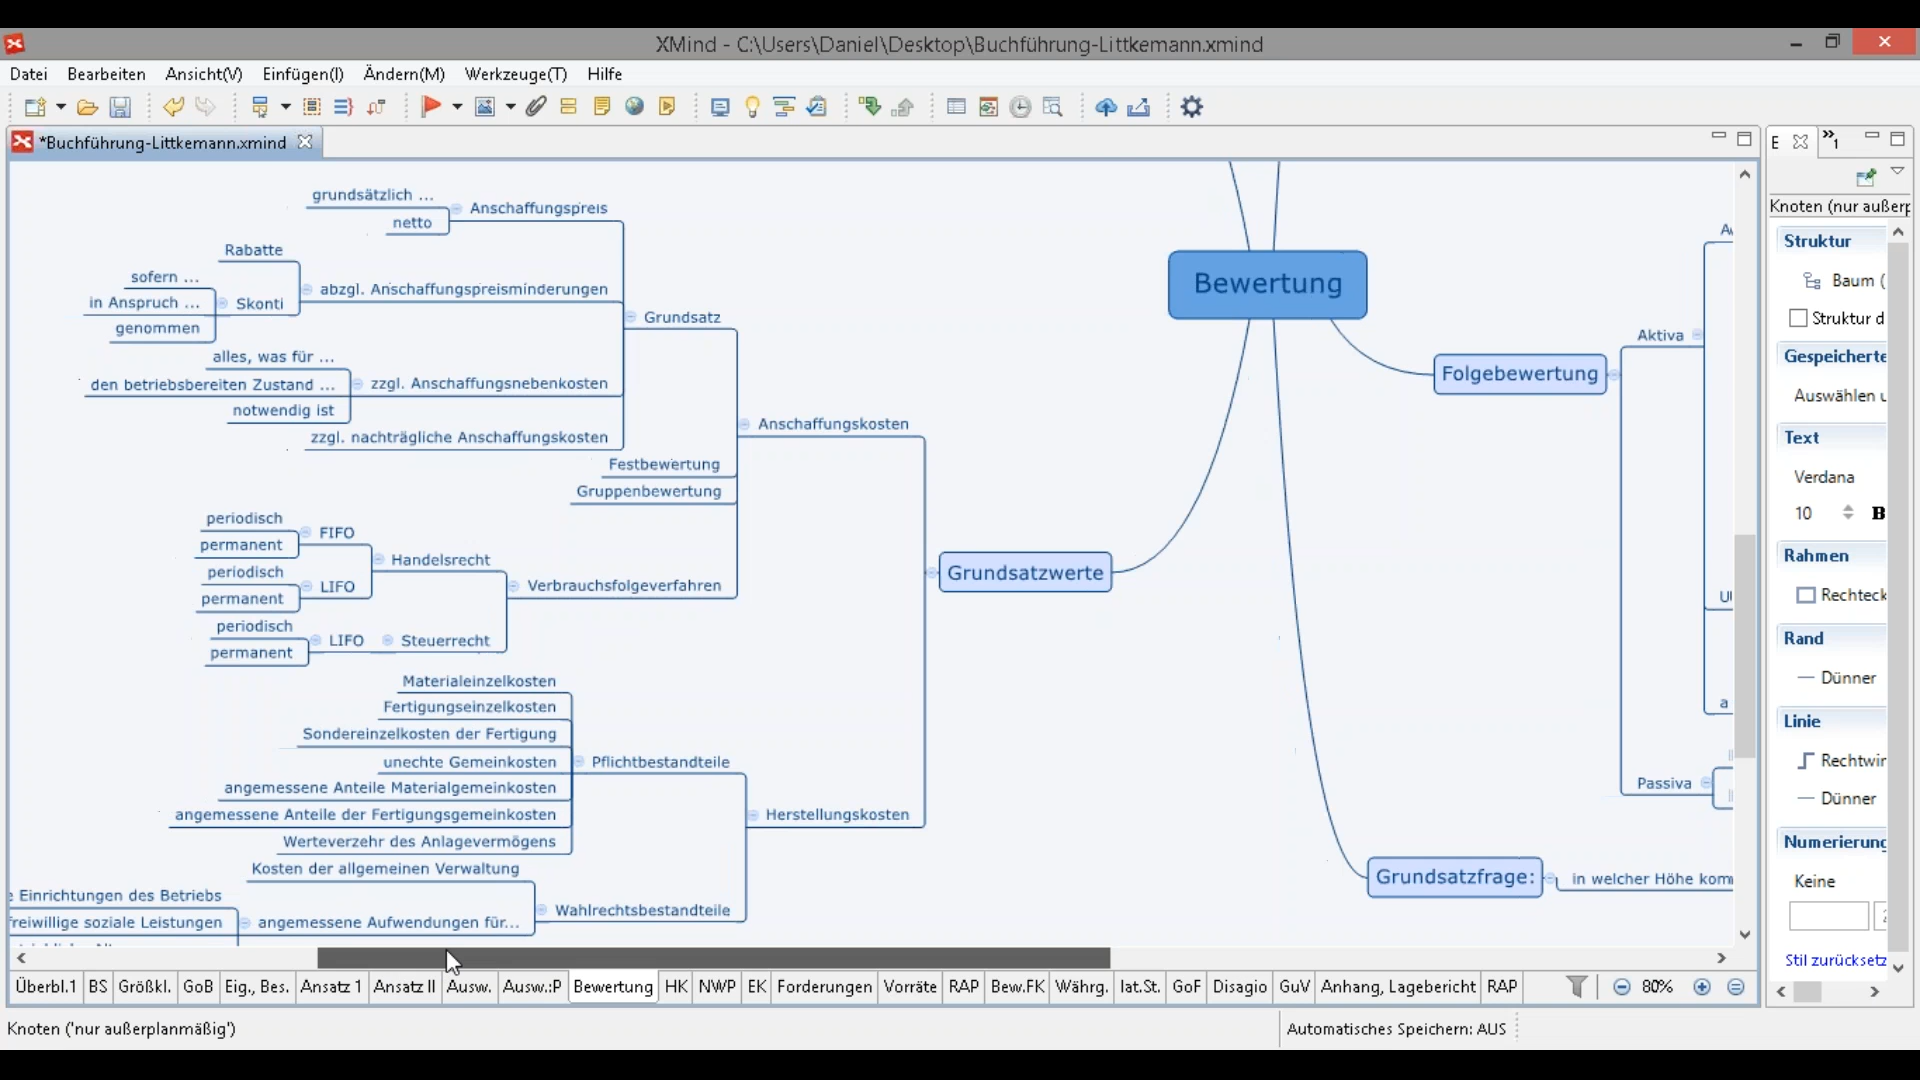 XMind - C:\Users\Daniel\Desktop\Buchführung-Littkemann.xmind
Datei Bearbeiten Ansicht(V) Einfügen(I) Ändern(M) Werkzeuge(T) Hilfe
*Buchführung-Littkemann.xmind
E
1
Knoten (nur außerp
grundsätzlich ...
netto
Anschaffungspreis
Rabatte
sofern ...
in Anspruch ...
genommen
Skonti
abzgl. Anschaffungspreisminderungen
alles, was für ...
den betriebsbereiten Zustand ...
notwendig ist
zzgl. Anschaffungsnebenkosten
zzgl. nachträgliche Anschaffungskosten
Grundsatz
Festbewertung
Gruppenbewertung
Anschaffungskosten
periodisch
permanent
FIFO
periodisch
permanent
LIFO
Handelsrecht
periodisch
permanent
LIFO
Steuerrecht
Verbrauchsfolgeverfahren
Materialeinzelkosten
Fertigungseinzelkosten
Sondereinzelkosten der Fertigung
unechte Gemeinkosten
angemessene Anteile Materialgemeinkosten
angemessene Anteile der Fertigungsgemeinkosten
Werteverzehr des Anlagevermögens
Pflichtbestandteile
Herstellungskosten
Kosten der allgemeinen Verwaltung
e Einrichtungen des Betriebs
freiwillige soziale Leistungen
angemessene Aufwendungen für...
Wahlrechtsbestandteile
Grundsatzwerte
Bewertung
Folgebewertung
Aktiva
Passiva
a
Grundsatzfrage:
in welcher Höhe kom
Struktur
Baum (
Struktur d
Gespeicherte
Auswählen u
Text
Verdana
10 B
Rahmen
Rechteck
Rand
Dünner
Linie
Rechtwin
Dünner
Numerierung
Keine
Stil zurücksetz
Überbl.1 BS Größkl. GoB Eig., Bes. Ansatz 1 Ansatz II Ausw. Ausw.:P Bewertung HK NWP EK Forderungen Vorräte RAP Bew.FK Währg. lat.St. GoF Disagio GuV Anhang, Lagebericht RAP 80%
Knoten ('nur außerplanmäßig')
Automatisches Speichern: AUS